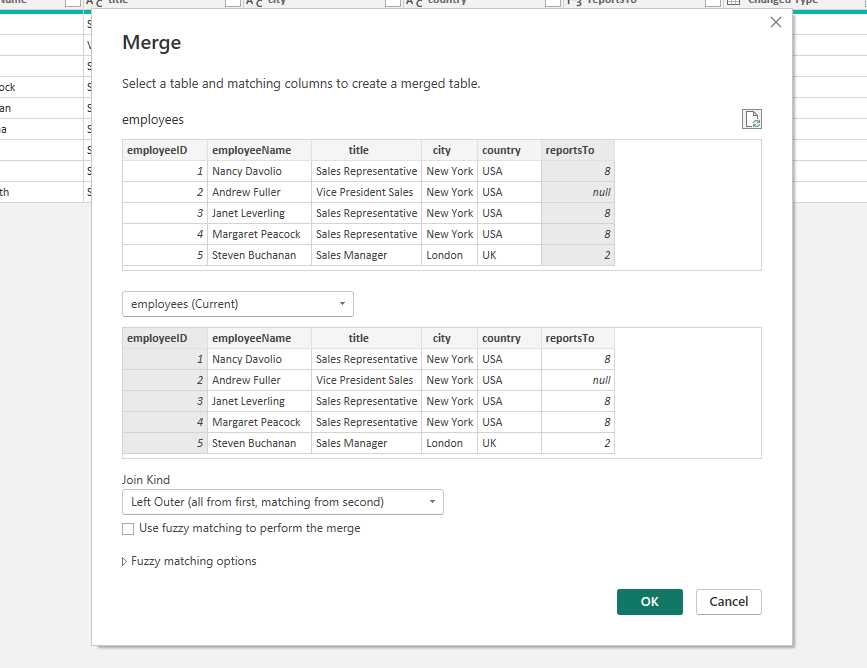 title city country reportsTo Changed Type
Merge
Select a table and matching columns to create a merged table.
employees
employeeID employeeName title city country reportsTo
1 Nancy Davolio Sales Representative New York USA 8
2 Andrew Fuller Vice President Sales New York USA null
3 Janet Leverling Sales Representative New York USA 8
4 Margaret Peacock Sales Representative New York USA 8
5 Steven Buchanan Sales Manager London UK 2
employees (Current)
employeeID employeeName title city country reportsTo
1 Nancy Davolio Sales Representative New York USA 8
2 Andrew Fuller Vice President Sales New York USA null
3 Janet Leverling Sales Representative New York USA 8
4 Margaret Peacock Sales Representative New York USA 8
5 Steven Buchanan Sales Manager London UK 2
Join Kind
Left Outer (all from first, matching from second)
Use fuzzy matching to perform the merge
Fuzzy matching options
OK Cancel